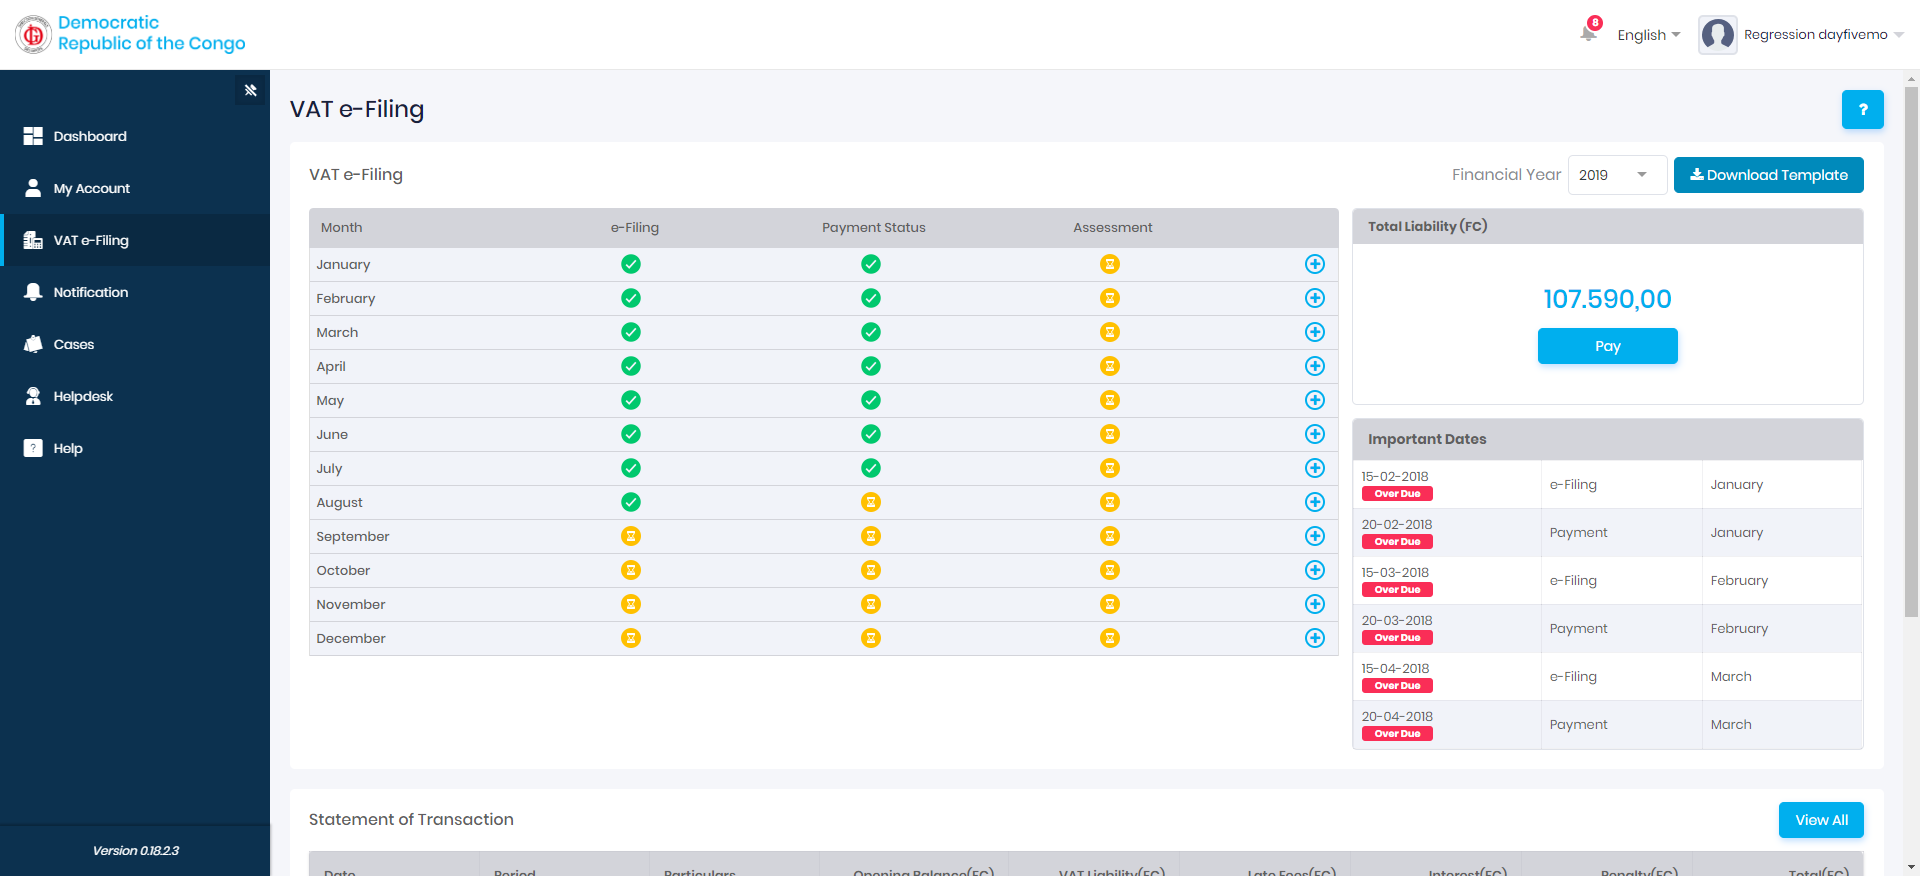 Democratic
Republic of the Congo
8
English
Regression dayfivemo
Dashboard
My Account
VAT e-Filing
Notification
Cases
Helpdesk
Help
Version 0.18.2.3
VAT e-Filing
?
VAT e-Filing
Financial Year
2019
Download Template
Month e-Filing Payment Status Assessment
January
February
March
April
May
June
July
August
September
October
November
December
Total Liability (FC)
107.590,00
Pay
Important Dates
15-02-2018
Over Due
e-Filing
January
20-02-2018
Over Due
Payment
January
15-03-2018
Over Due
e-Filing
February
20-03-2018
Over Due
Payment
February
15-04-2018
Over Due
e-Filing
March
20-04-2018
Over Due
Payment
March
Statement of Transaction
View All
Date Period Particulars Opening Balance(FC) VAT Liability(FC) Late Fees(FC) Interest(FC) Penalty(FC) Total(FC)